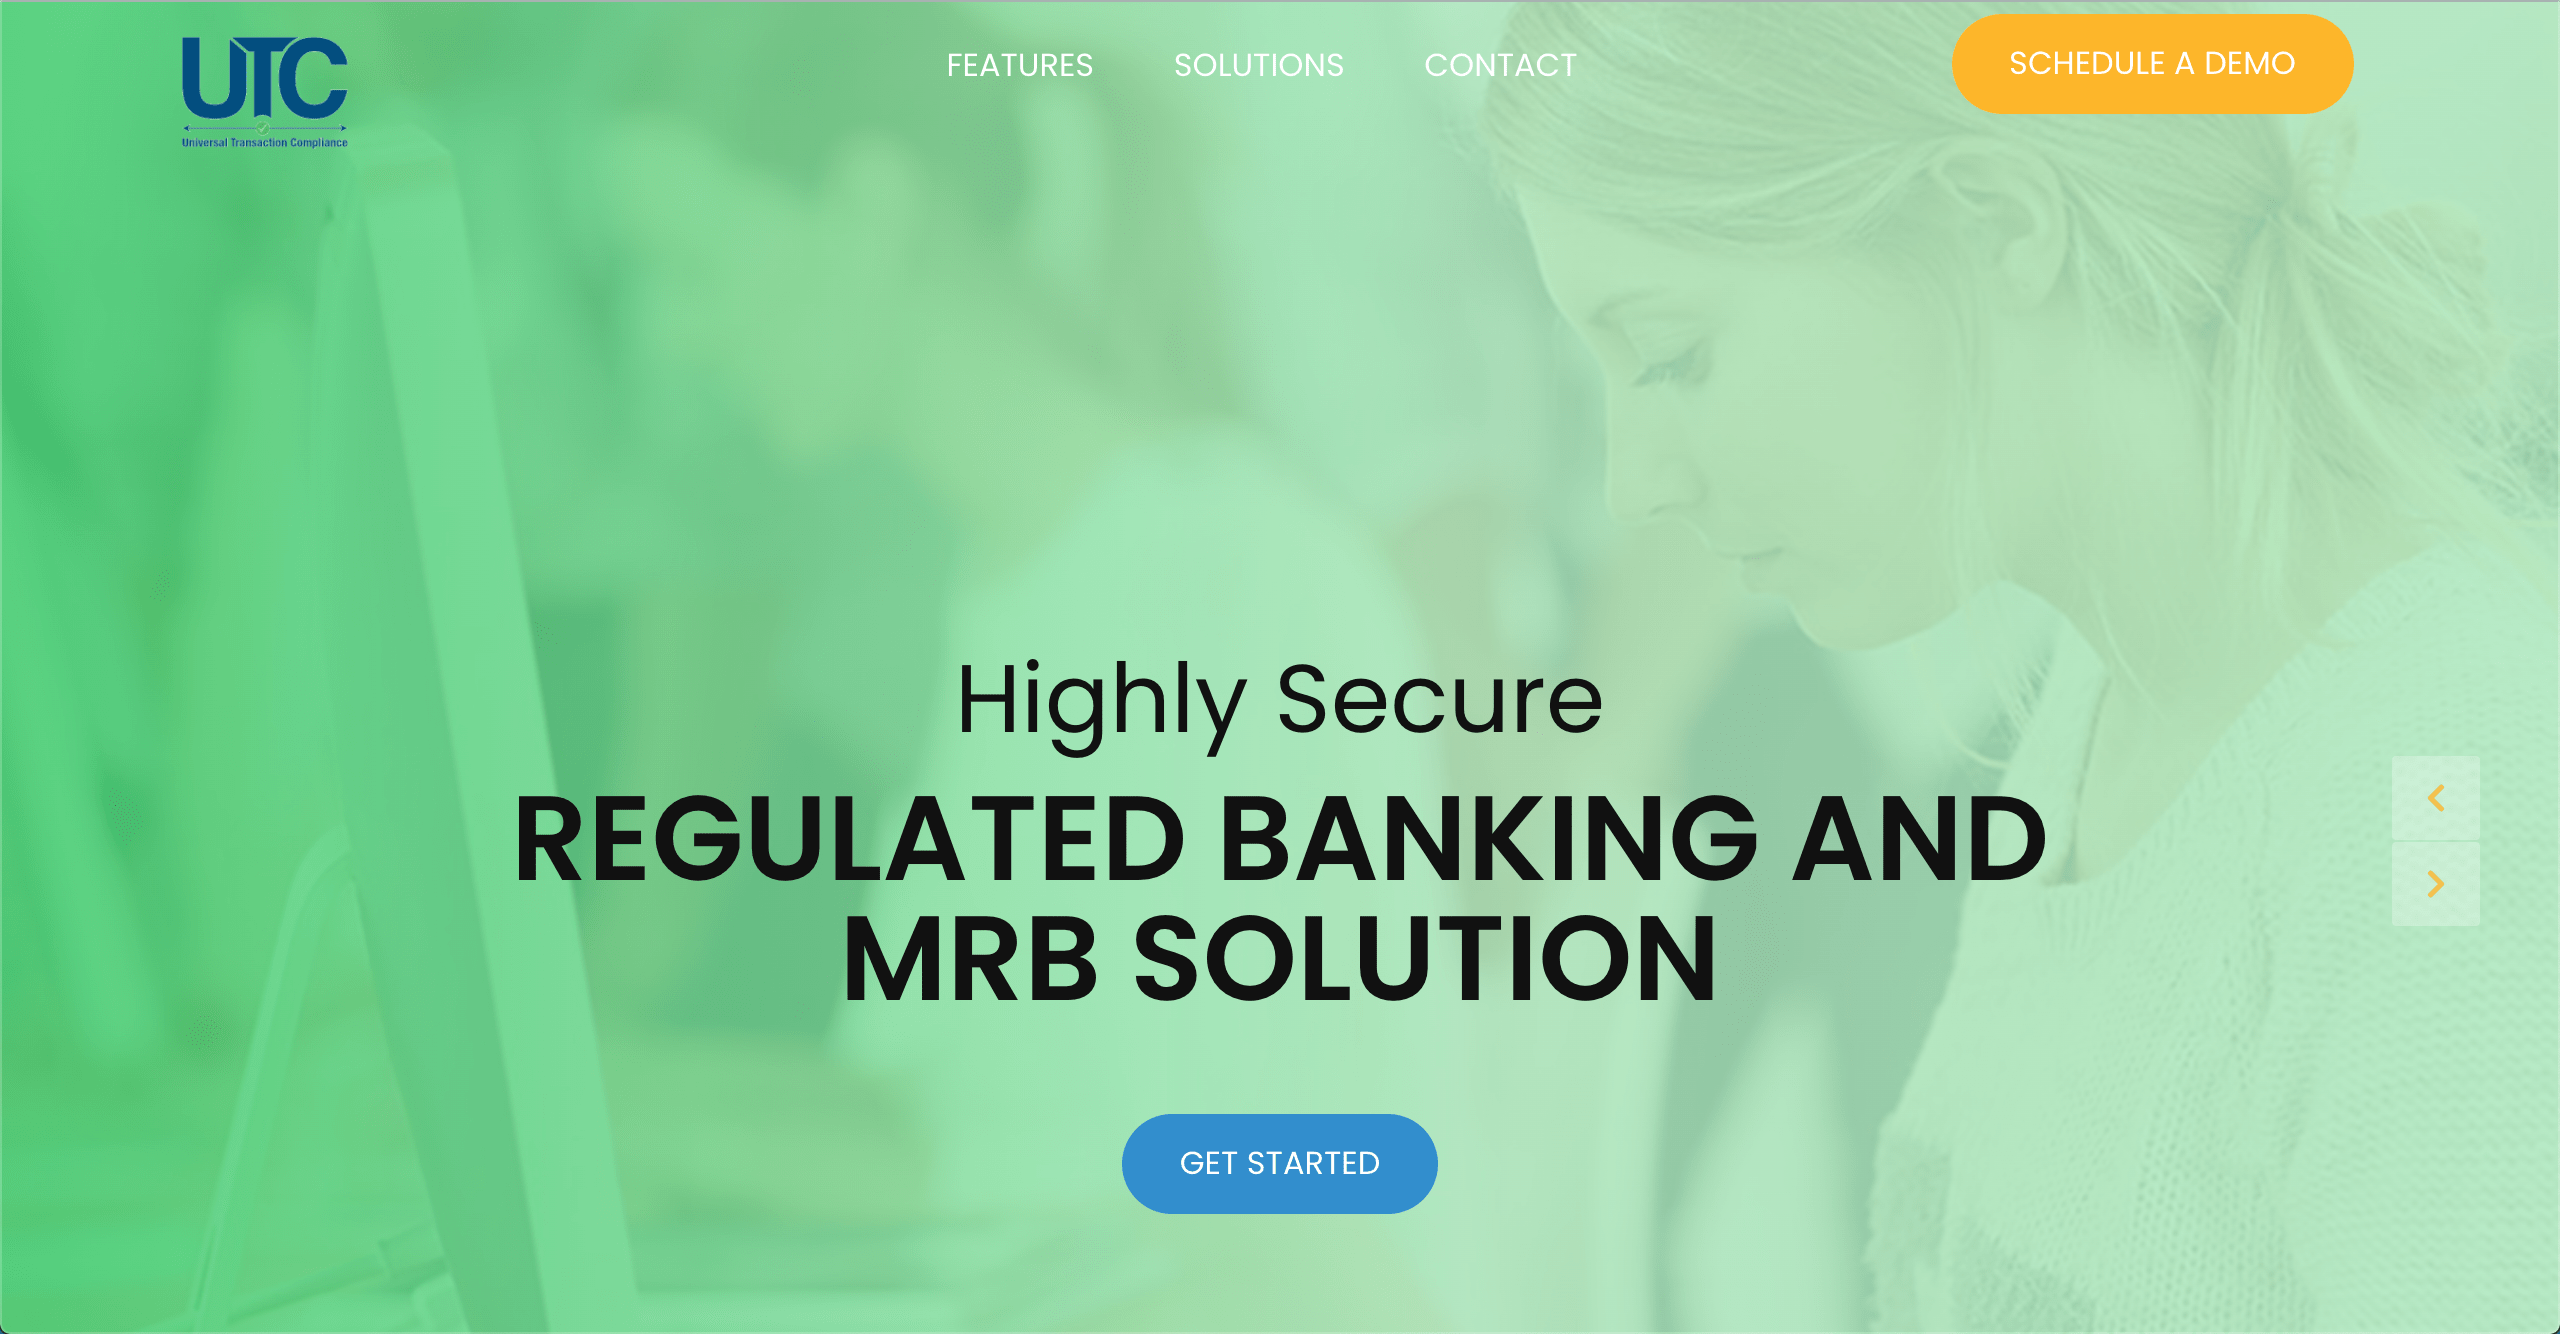 UTC
Universal Transaction Compliance
FEATURES
SOLUTIONS
CONTACT
SCHEDULE A DEMO
Highly Secure
REGULATED BANKING AND
MRB SOLUTION
GET STARTED